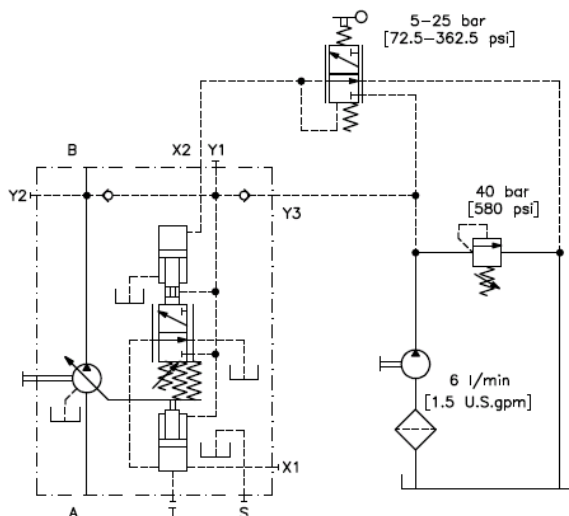 5-25 bar
[72.5-362.5 psi]
B
X2
Y1
Y2
Y3
40 bar
[580 psi]
6 l/min
[1.5 U.S.gpm]
X1
A
T
S